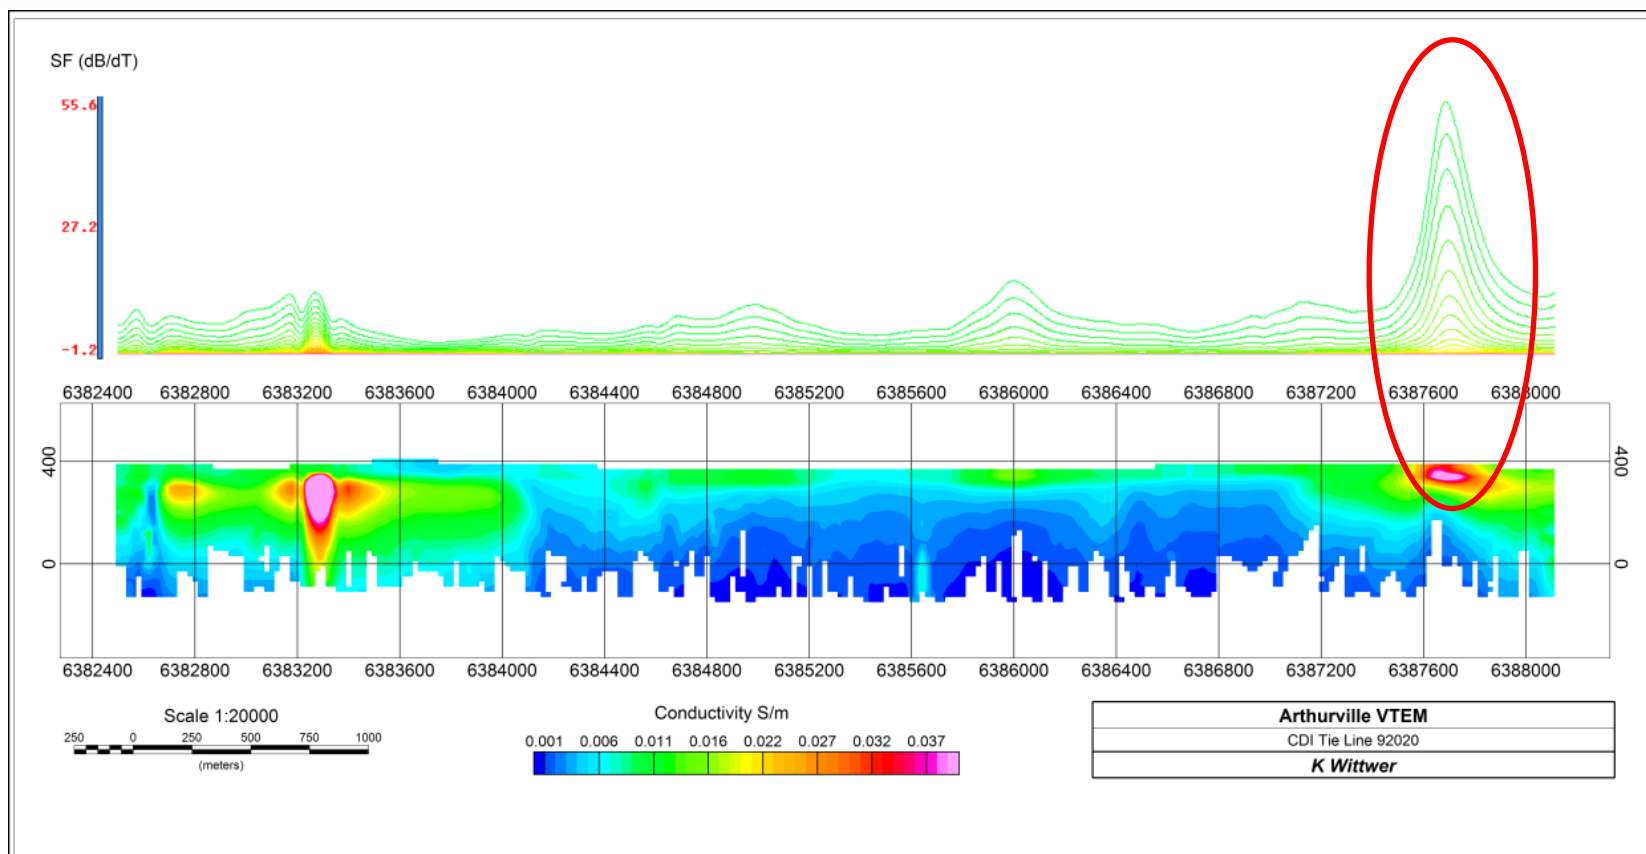 SF (dB/dT)
55.6
27.2
-1.2
6382400 6382800 6383200 6383600 6384000 6384400 6384800 6385200 6385600 6386000 6386400 6386800 6387200 6387600 6388000
400 400
0 0
6382400 6382800 6383200 6383600 6384000 6384400 6384800 6385200 6385600 6386000 6386400 6386800 6387200 6387600 6388000
Scale 1:20000
250 0 250 500 750 1000
(meters)
Conductivity S/m
0.001 0.006 0.011 0.016 0.022 0.027 0.032 0.037
Arthurville VTEM
CDI Tie Line 92020
K Wittwer